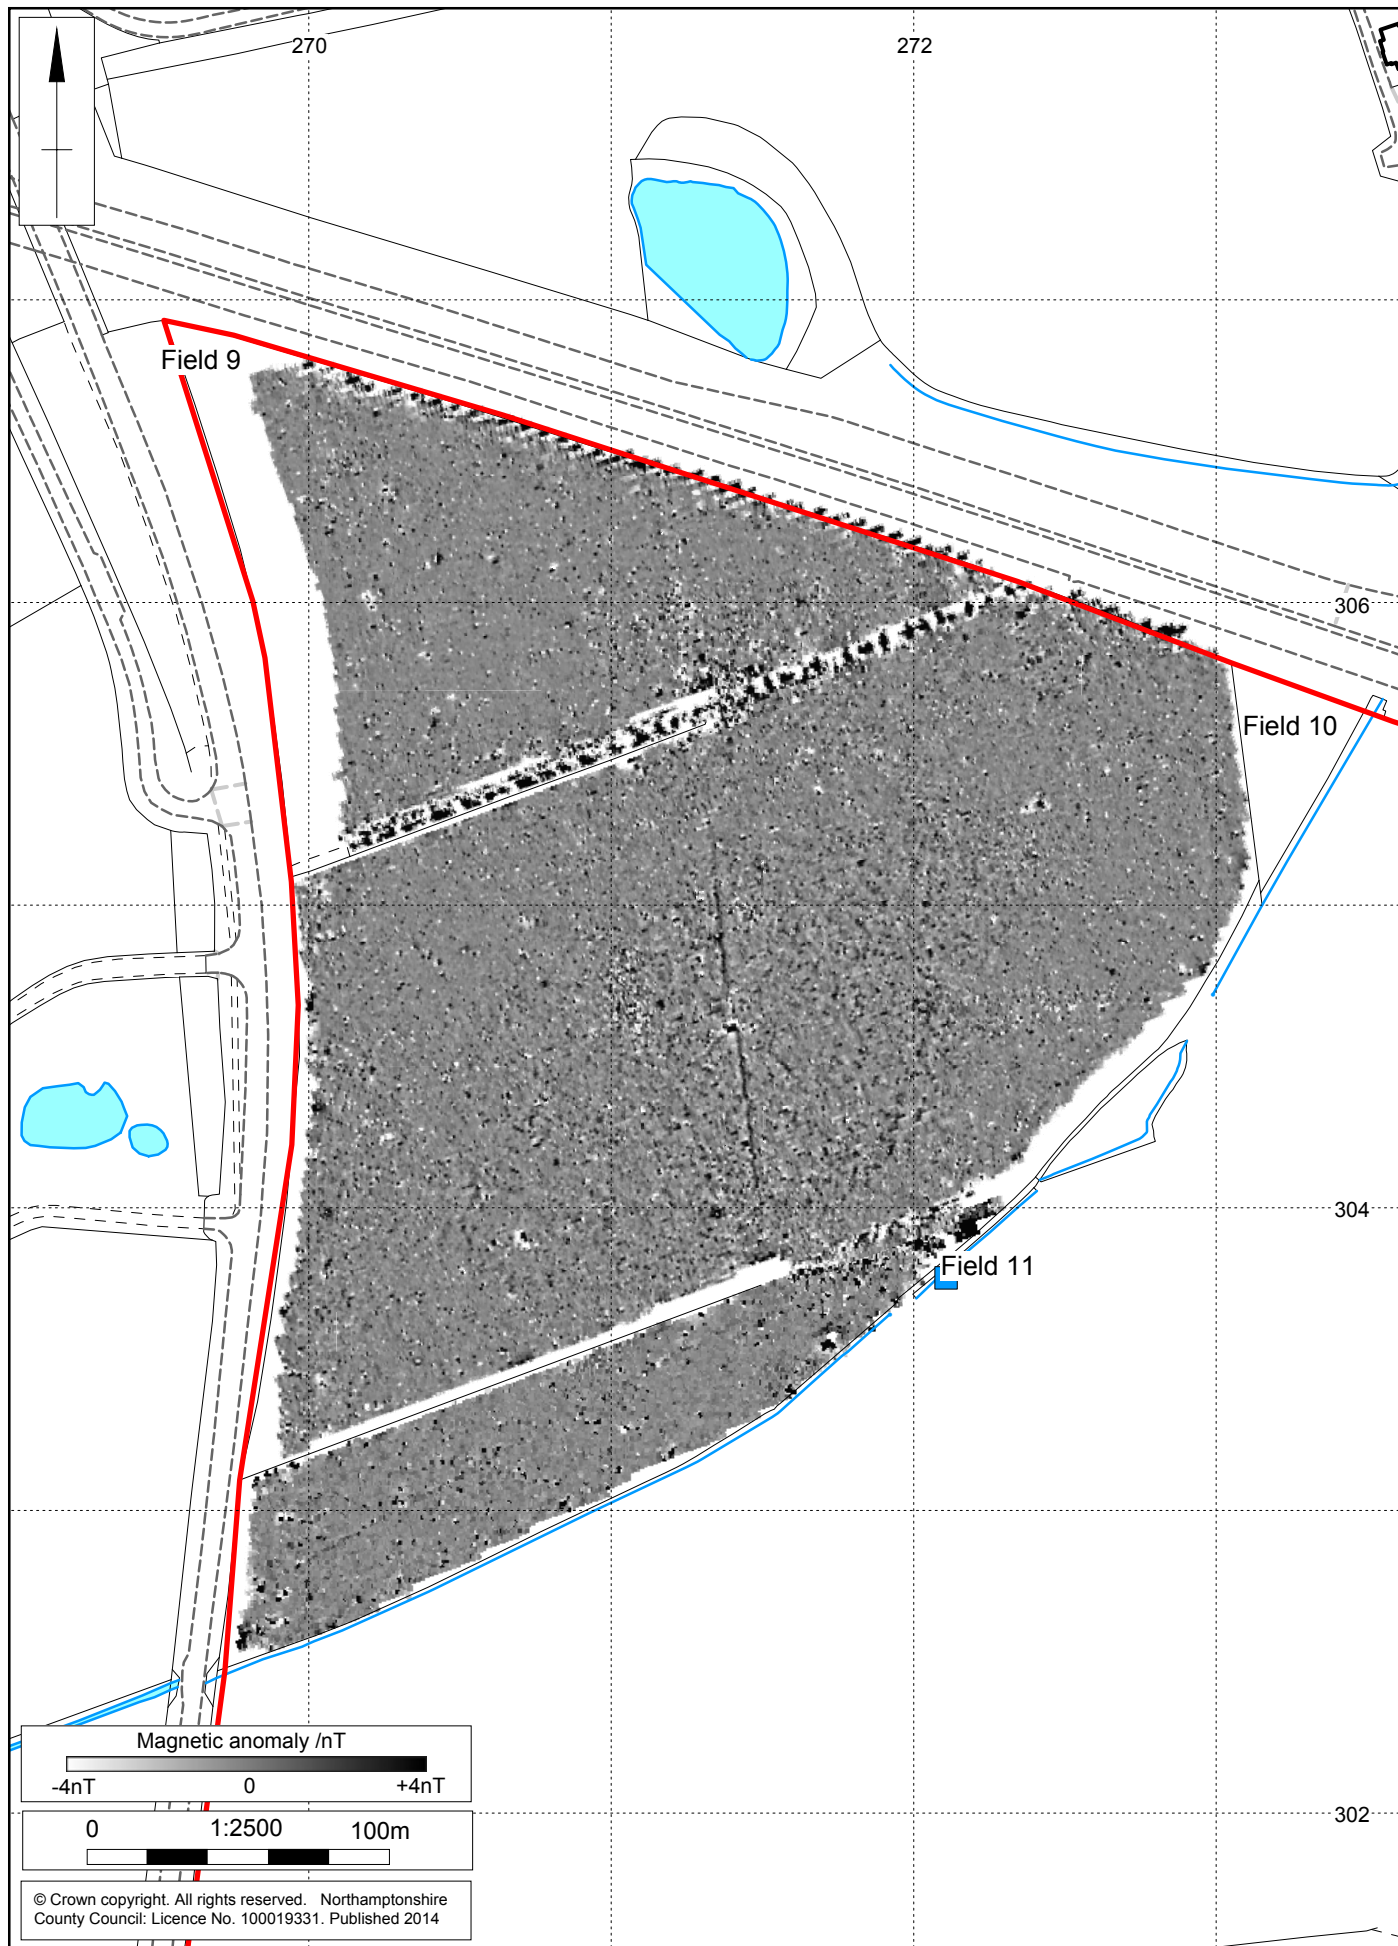 270
272
Field 9
306
Field 10
304
Field 11
Magnetic anomaly /nT
-4nT
0
+4nT
302
0
1:2500
100m
© Crown copyright. All rights reserved. Northamptonshire
County Council: Licence No. 100019331. Published 2014